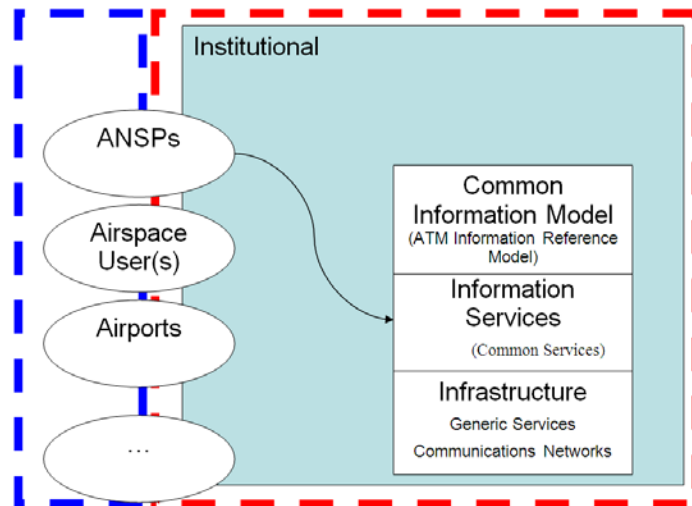 Institutional
ANSPs
Airspace
User(s)
Airports
...
Common
Information Model
(ATM Information Reference
Model)
Information
Services
(Common Services)
Infrastructure
Generic Services
Communications Networks